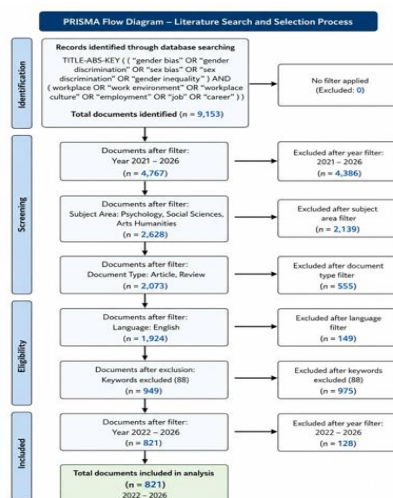 PRISMA Flow Diagram – Literature Search and Selection Process
Identification
Records identified through database searching
TITLE-ABS-KEY ( ( "gender bias" OR "gender
discrimination" OR "sex bias" OR "sex
discrimination" OR "gender inequality" ) AND
( workplace OR "work environment" OR "workplace
culture" OR "employment" OR "job" OR "career" ) )
Total documents identified (n = 9,153)
No filter applied
(Excluded: 0)
Screening
Documents after filter:
Year 2021 – 2026
(n = 4,767)
Excluded after year filter:
2021 – 2026
(n = 4,386)
Documents after filter:
Subject Area: Psychology, Social Sciences,
Arts Humanities
(n = 2,628)
Excluded after subject
area filter
(n = 2,139)
Documents after filter:
Document Type: Article, Review
(n = 2,073)
Excluded after document
type filter
(n = 555)
Eligibility
Documents after filter:
Language: English
(n = 1,924)
Excluded after language
filter
(n = 149)
Documents after exclusion:
Keywords excluded (88)
(n = 949)
Excluded after keywords
excluded (88)
(n = 975)
Included
Documents after filter:
Year 2022 – 2026
(n = 821)
Excluded after year filter:
2022 – 2026
(n = 128)
Total documents included in analysis
(n = 821)
2022 – 2026